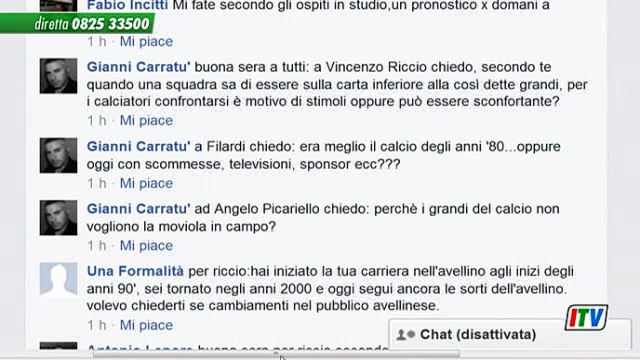 Fabio Incitti Mi fate secondo gli ospiti in studio,un pronostico x domani a
diretta 0825 33500
1 h · Mi piace
Gianni Carratu' buona sera a tutti: a Vincenzo Riccio chiedo, secondo te
quando una squadra sa di essere sulla carta inferiore alla così dette grandi, per
i calciatori confrontarsi è motivo di stimoli oppure può essere sconfortante?
1 h · Mi piace
Gianni Carratu' a Filardi chiedo: era meglio il calcio degli anni '80...oppure
oggi con scommesse, televisioni, sponsor ecc???
1 h · Mi piace
Gianni Carratu' ad Angelo Picariello chiedo: perchè i grandi del calcio non
vogliono la moviola in campo?
1 h · Mi piace
Una Formalità per riccio:hai iniziato la tua carriera nell'avellino agli inizi degli
anni 90', sei tornato negli anni 2000 e oggi segui ancora le sorti dell'avellino.
volevo chiederti se cambiamenti nel pubblico avellinese.
1 h · Mi piace
ITV
Chat (disattivata)
buona sera per riccio secondo